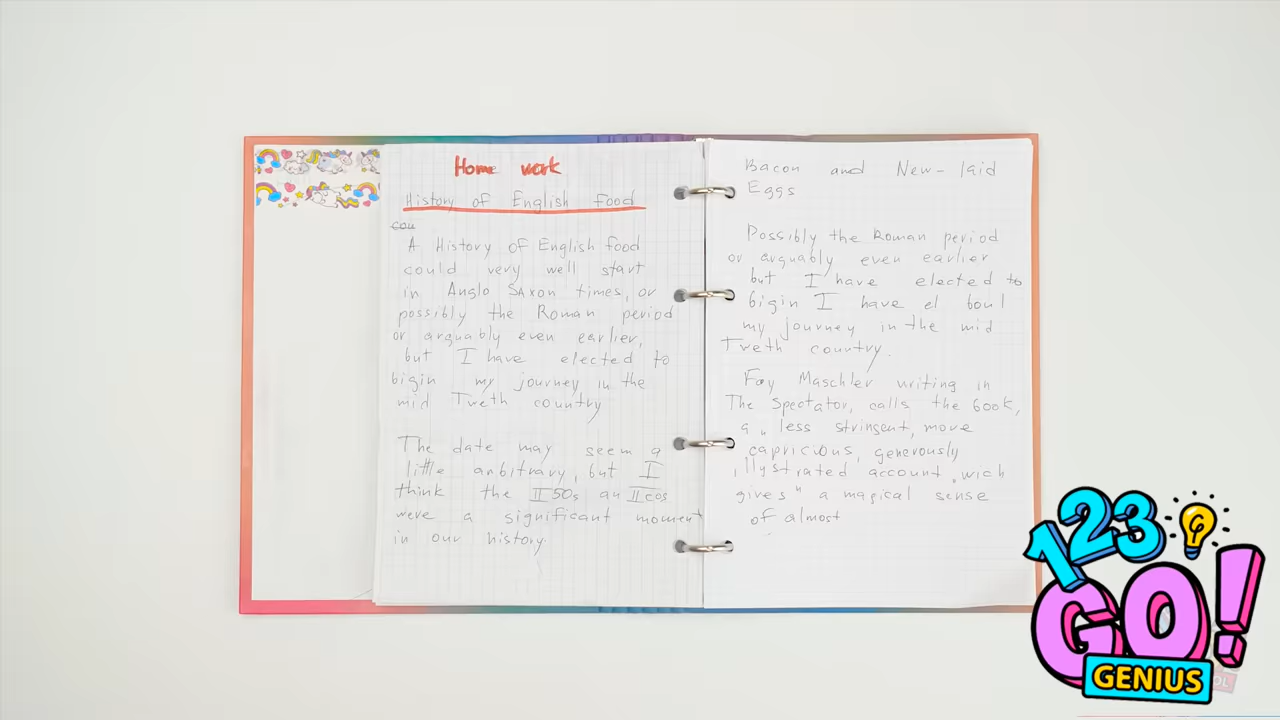 Home work
History of English Food
cou
A History of English food
could very well start
in Anglo Saxon times, or
possibly the Roman period
or arguably even earlier,
but I have elected to
bigin my journey in the
mid Tweth country
The date may seem a
little arbitrary, but I
think the II50s an IIcos
were a significant moment
in our history.
Bacon and New-laid
Eggs
Possibly the Roman period
or arguably even earlier
but I have elected to
bigin I have el boul
my journey in the mid
Tweth country.
Fay Maschler writing in
The Spectator, calls the book,
a „ less stringent, more
capricious, generously
illystrated account, wich
gives" a magical sense
of almost
123
GO!
GENIUS